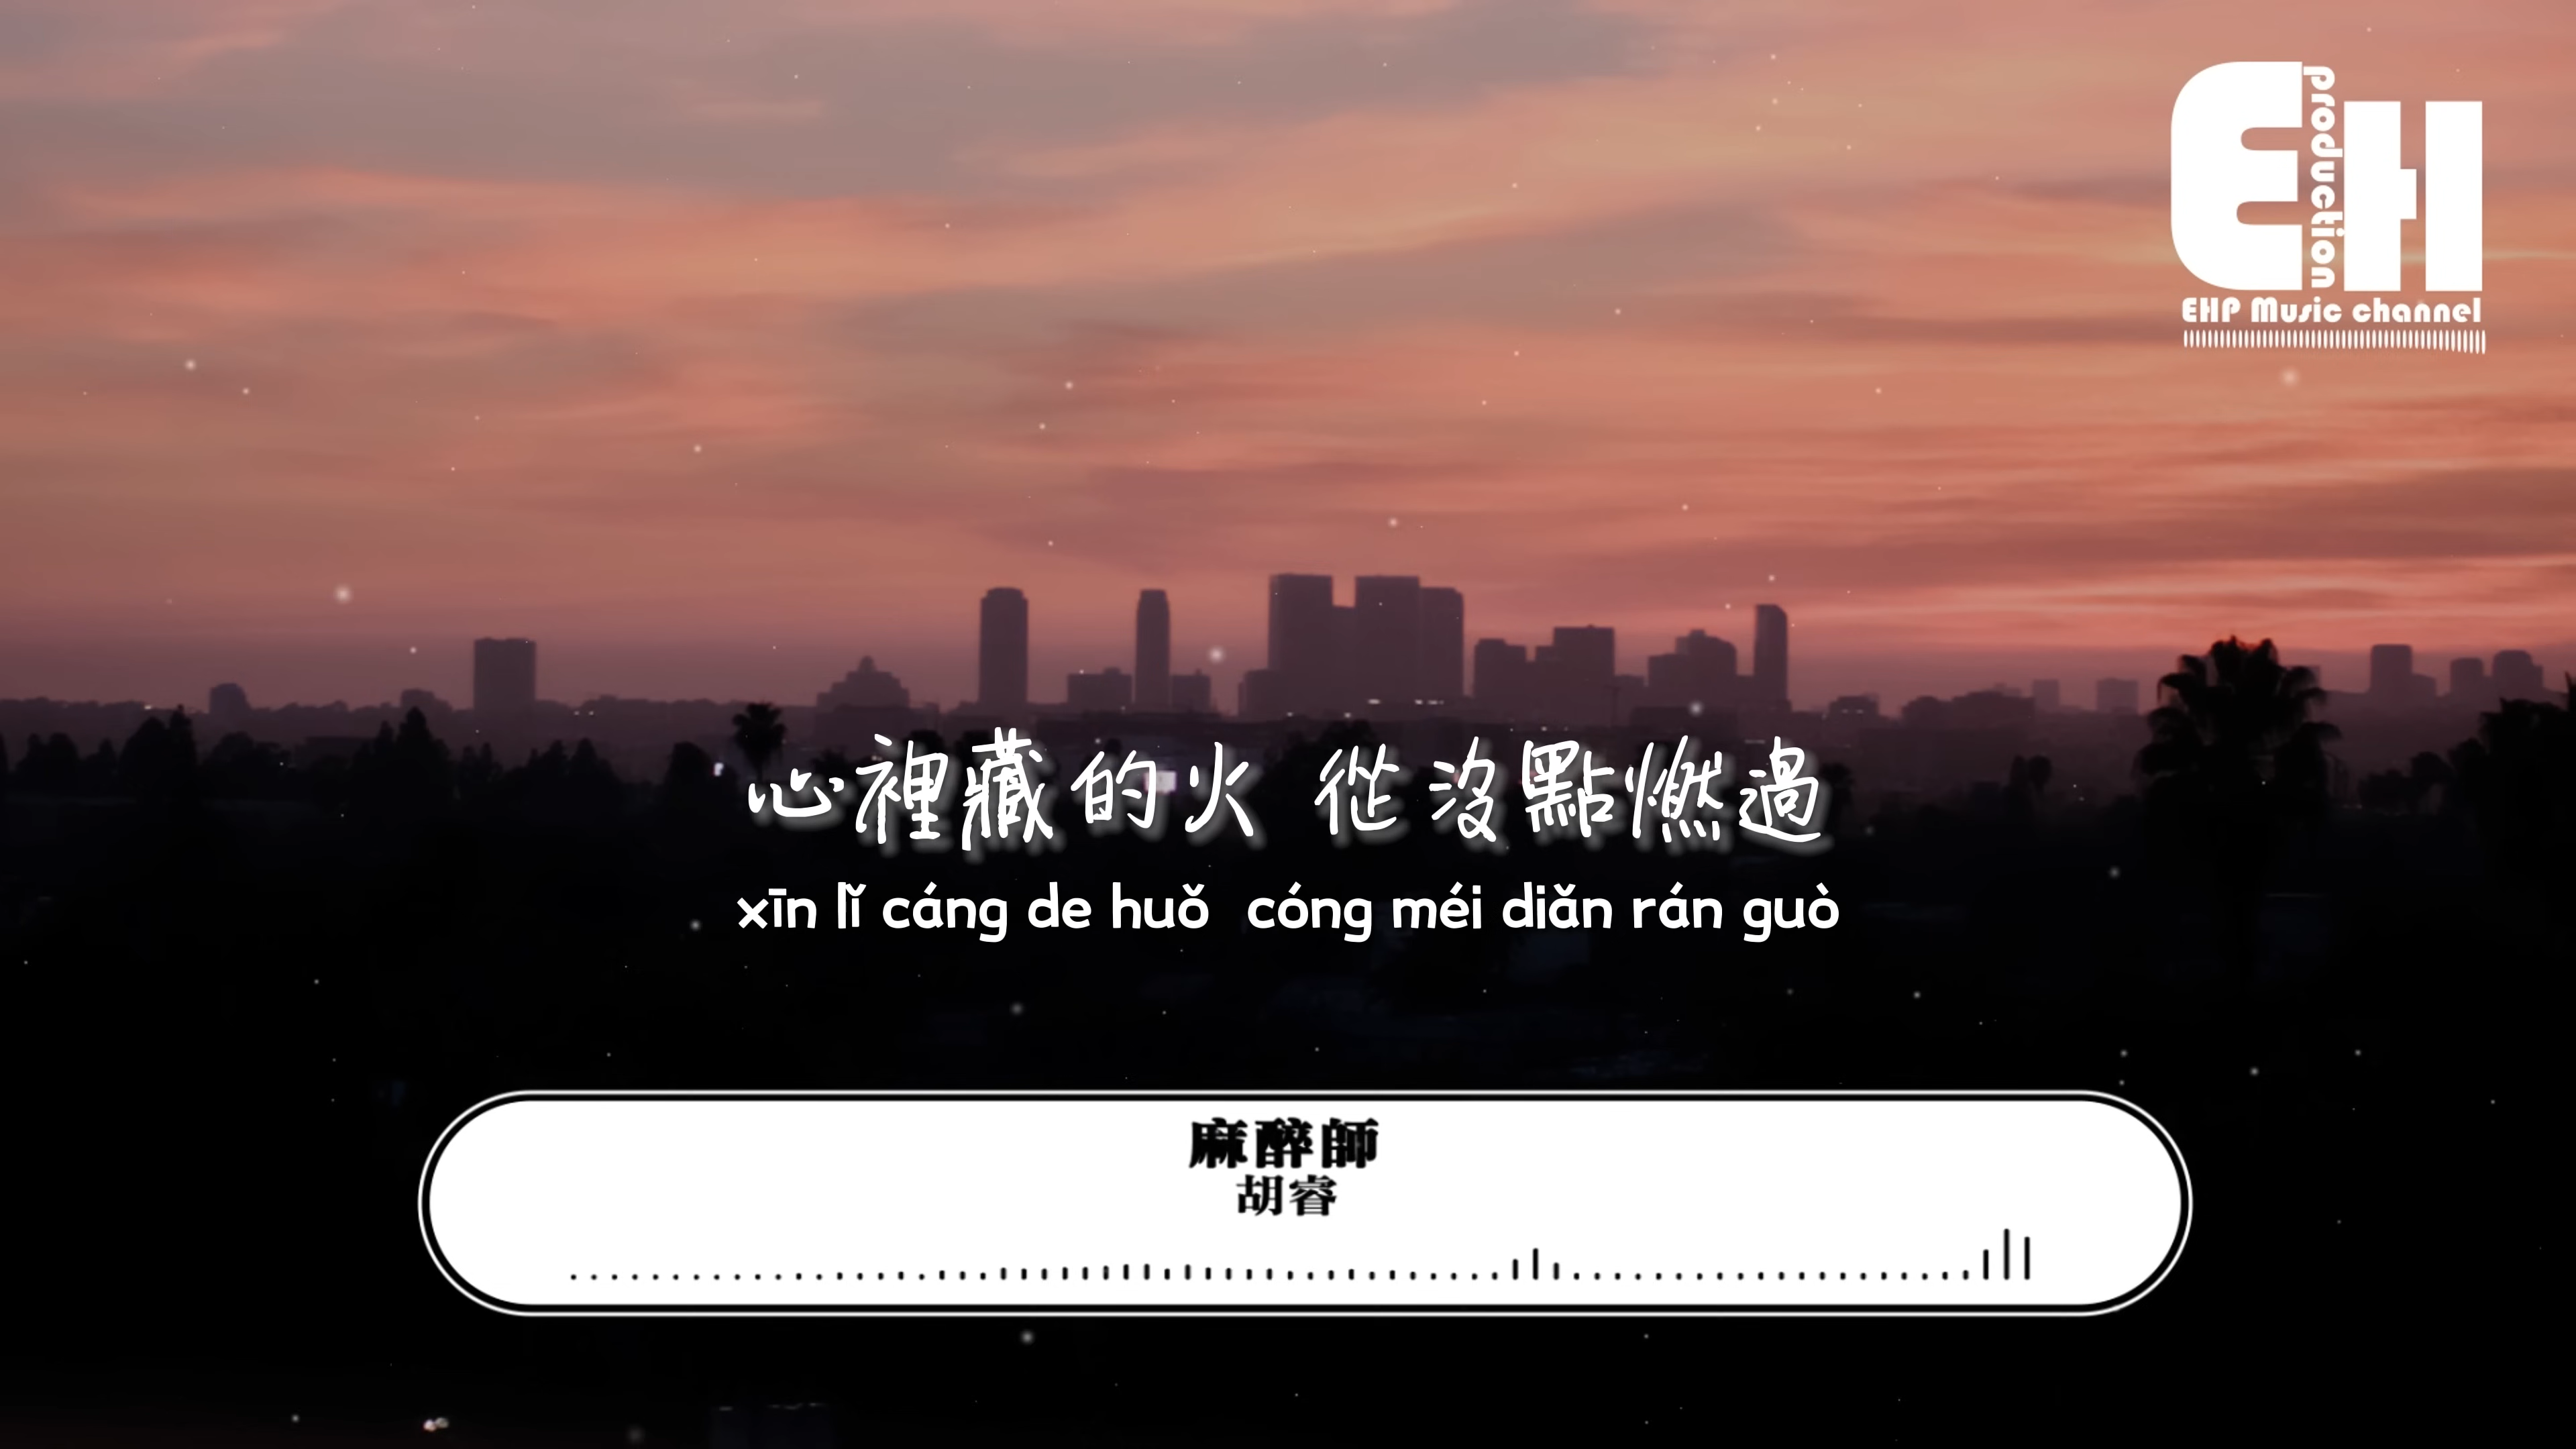 EH
production
EHP Music channel
心裡藏的火 從沒點燃過
xīn lǐ cáng de huǒ cóng méi diǎn rán guò
麻醉師
胡睿